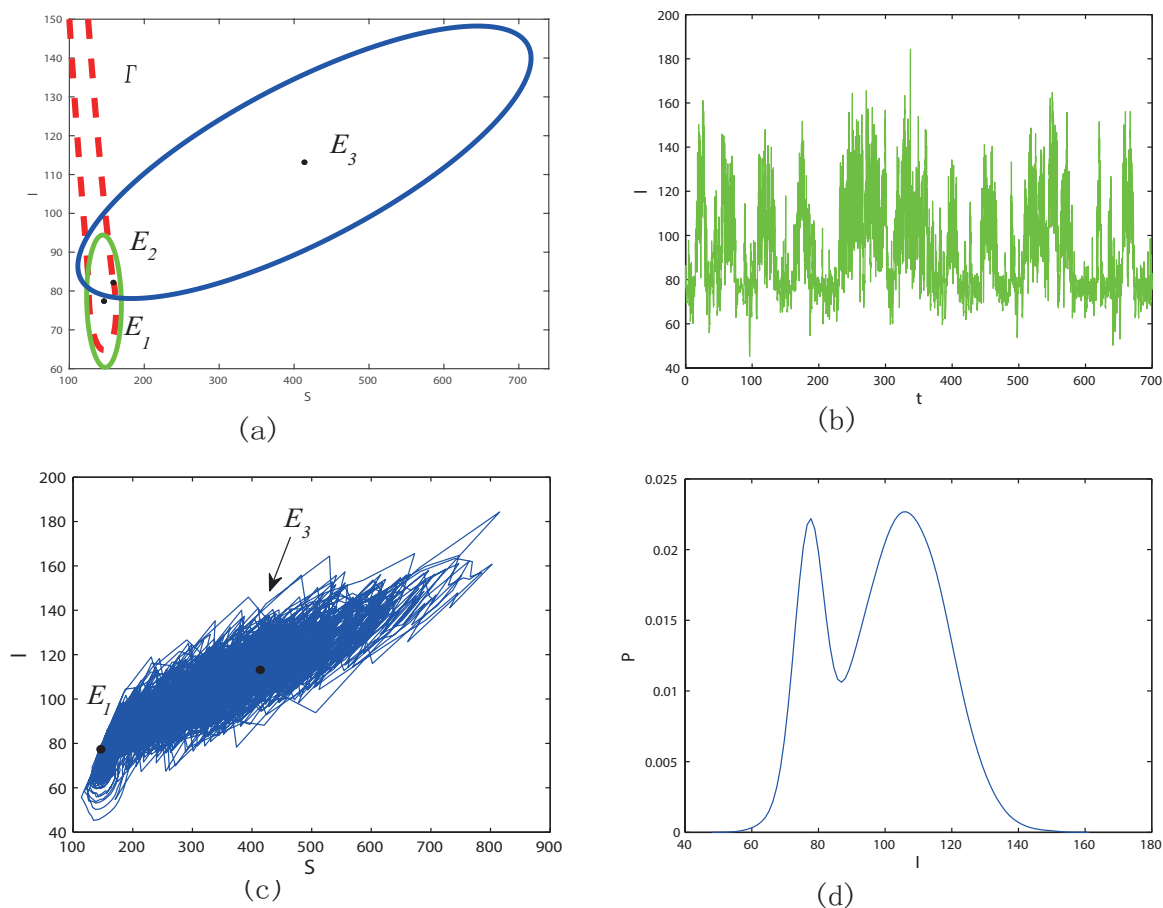 150
140
130
120
110
100
90
80
70
60
I
Γ
E3
E2
E1
100 200 300 400 500 600 700
S
(a)
200
180
160
140
120
100
80
60
40
I
0 100 200 300 400 500 600 700
t
(b)
200
180
160
140
120
100
80
60
40
I
E3
E1
100 200 300 400 500 600 700 800 900
S
(c)
0.025
0.02
0.015
0.01
0.005
0
P
40 60 80 100 120 140 160 180
I
(d)